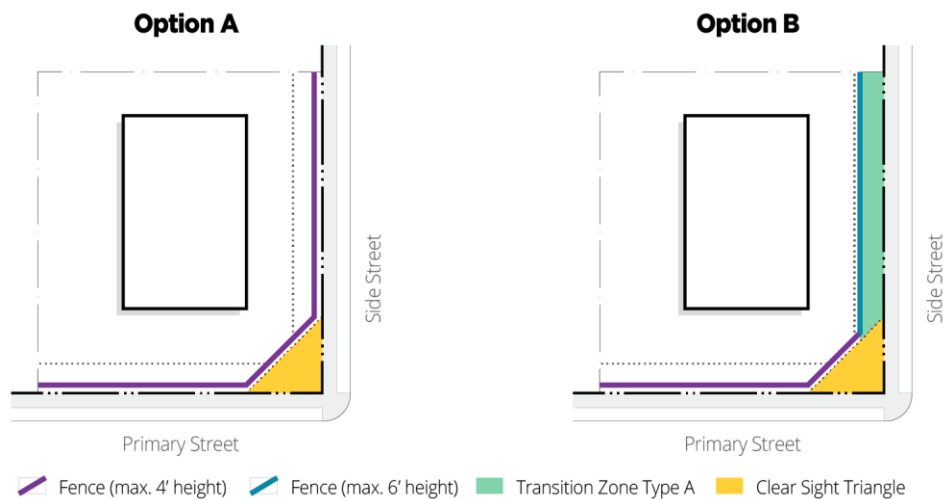 Option A
Option B
Side Street
Side Street
Primary Street
Primary Street
Fence (max. 4' height)
Fence (max. 6' height)
Transition Zone Type A
Clear Sight Triangle